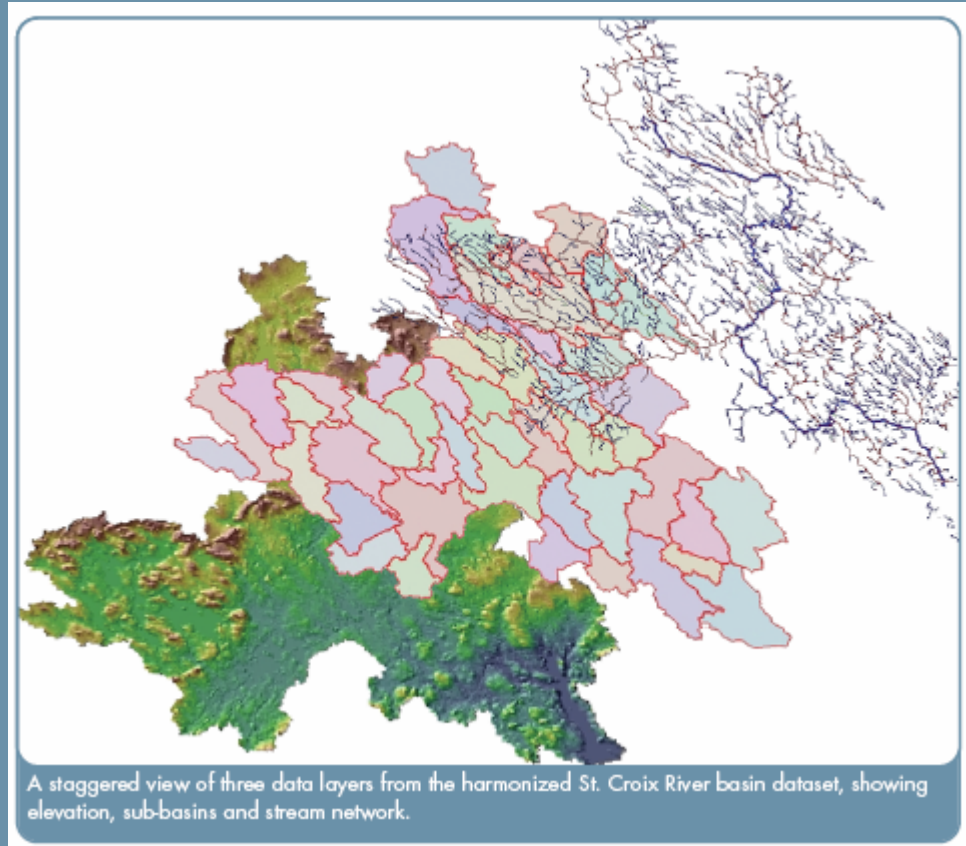 A staggered view of three data layers from the harmonized St. Croix River basin dataset, showing
elevation, sub-basins and stream network.